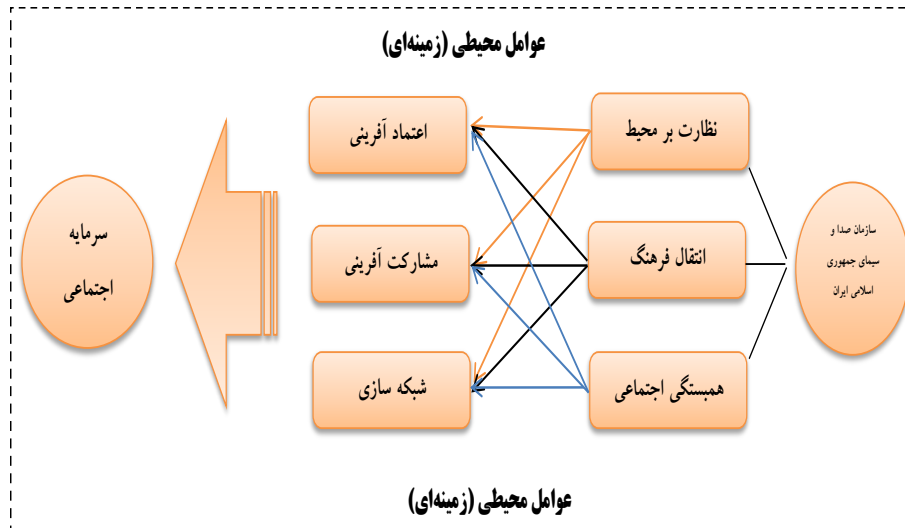 عوامل محیطی (زمینه‌ای)
نظارت بر محیط
اعتماد آفرینی
سازمان صدا و
سیمای جمهوری
اسلامی ایران
انتقال فرهنگ
مشارکت آفرینی
سرمایه
اجتماعی
همبستگی اجتماعی
شبکه سازی
عوامل محیطی (زمینه‌ای)